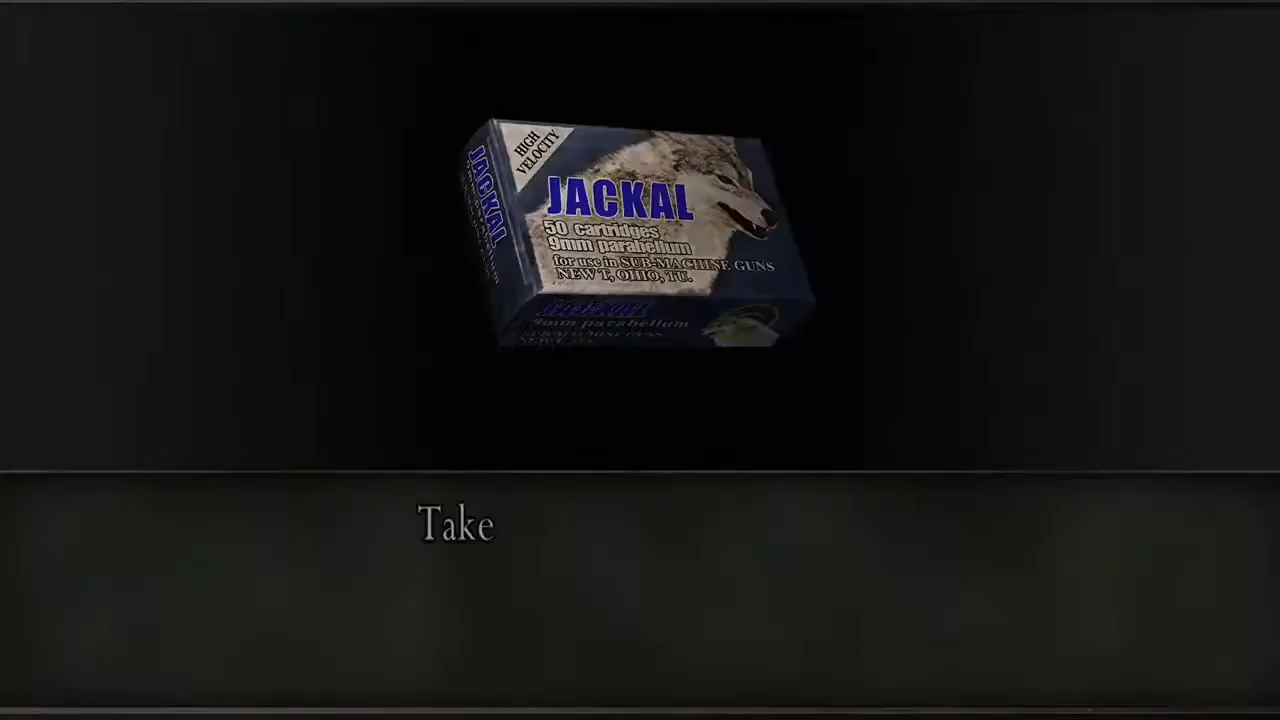 HIGH
VELOCITY
JACKAL
JACKAL
50 cartridges
9mm parabellum
for use in SUB-MACHINE GUNS
NEW T, OHIO, TU.
JACKAL
9mm parabellum
Take